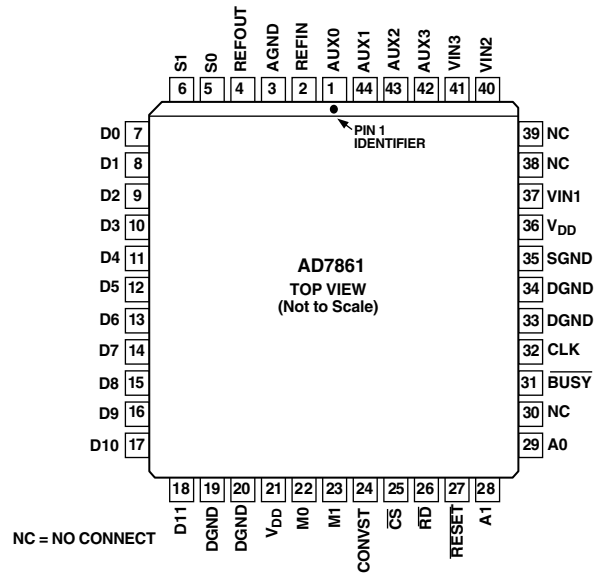 S1 S0 REFOUT AGND REFIN AUX0 AUX1 AUX2 AUX3 VIN3 VIN2
6 5 4 3 2 1 44 43 42 41 40
PIN 1
IDENTIFIER
D0 7
D1 8
D2 9
D3 10
D4 11
D5 12
D6 13
D7 14
D8 15
D9 16
D10 17
AD7861
TOP VIEW
(Not to Scale)
39 NC
38 NC
37 VIN1
36 VDD
35 SGND
34 DGND
33 DGND
32 CLK
31 BUSY
30 NC
29 A0
18 19 20 21 22 23 24 25 26 27 28
D11 DGND DGND VDD M0 M1 CONVST CS RD RESET A1
NC = NO CONNECT